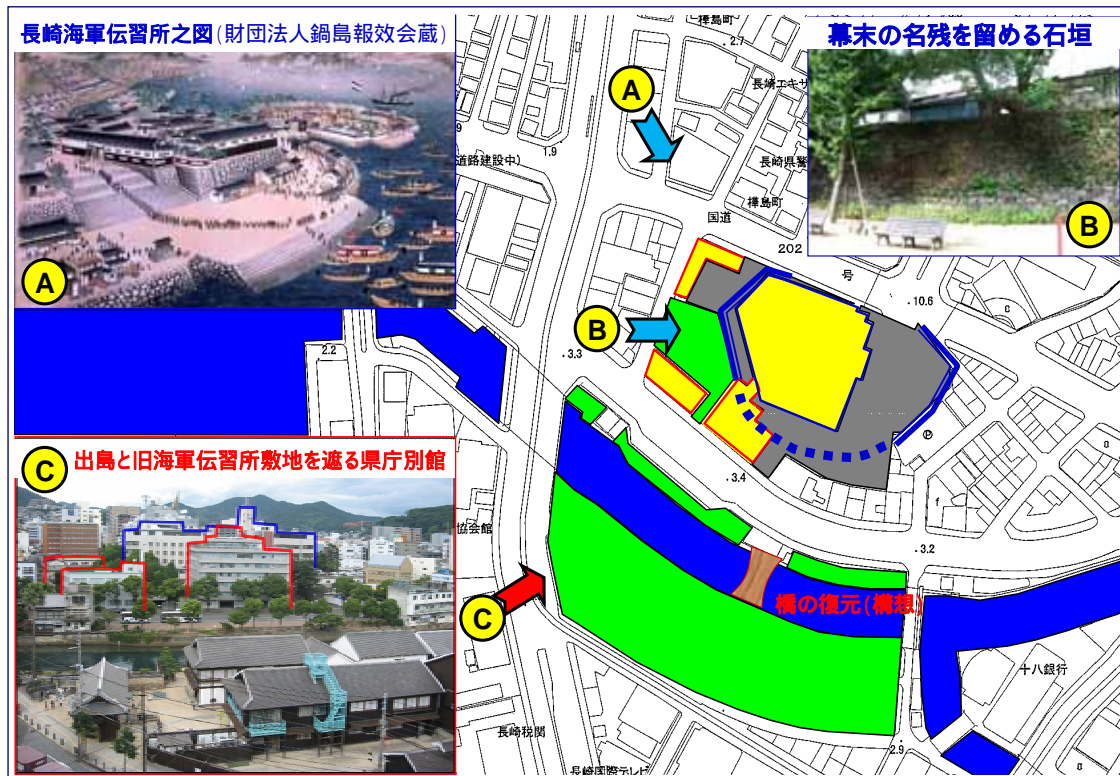 長崎海軍伝習所之図(財団法人鍋島報效会蔵)
A
幕末の名残を留める石垣
B
樺島町
2.7
A
長崎エキサ
長崎県警
樺島町
1.9
道路建設中)
国道
202
号
10.6
B
3.3
2.2
C
出島と旧海軍伝習所敷地を遮る県庁別館
P
3.4
協会館
3.2
C
橋の復元(構想)
十八銀行
長崎税関
2.9
長崎国際テレビ